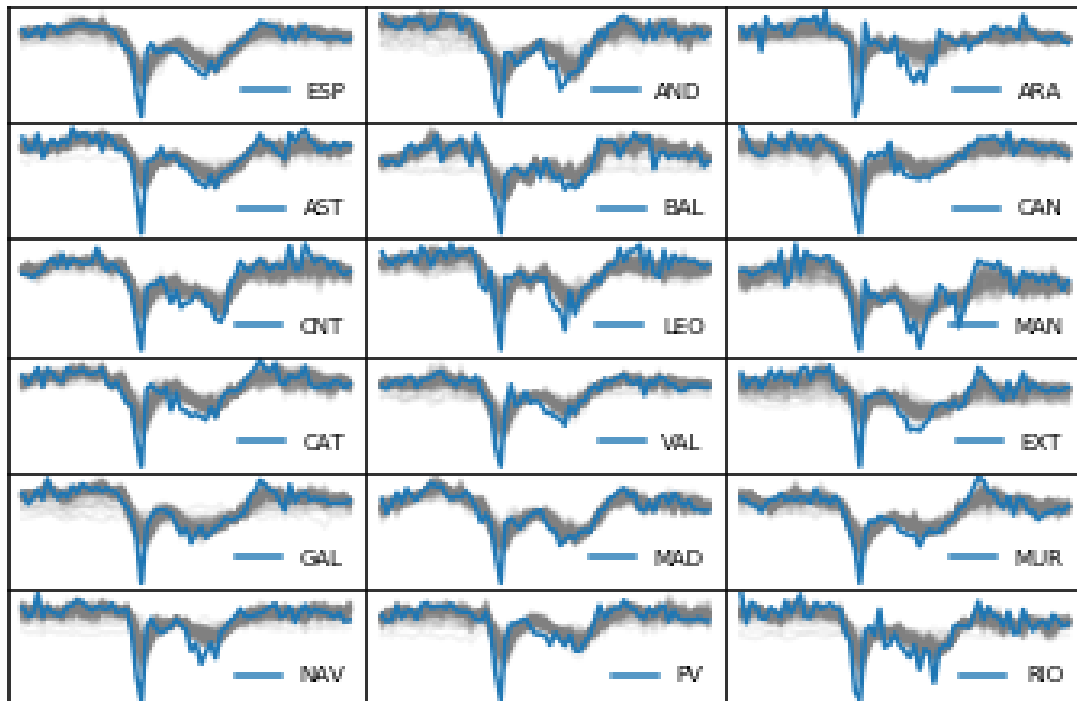 ESP AND ARA
AST BAL CAN
CNT LEO MAN
CAT VAL EXT
GAL MAD MUR
NAV PV RIO